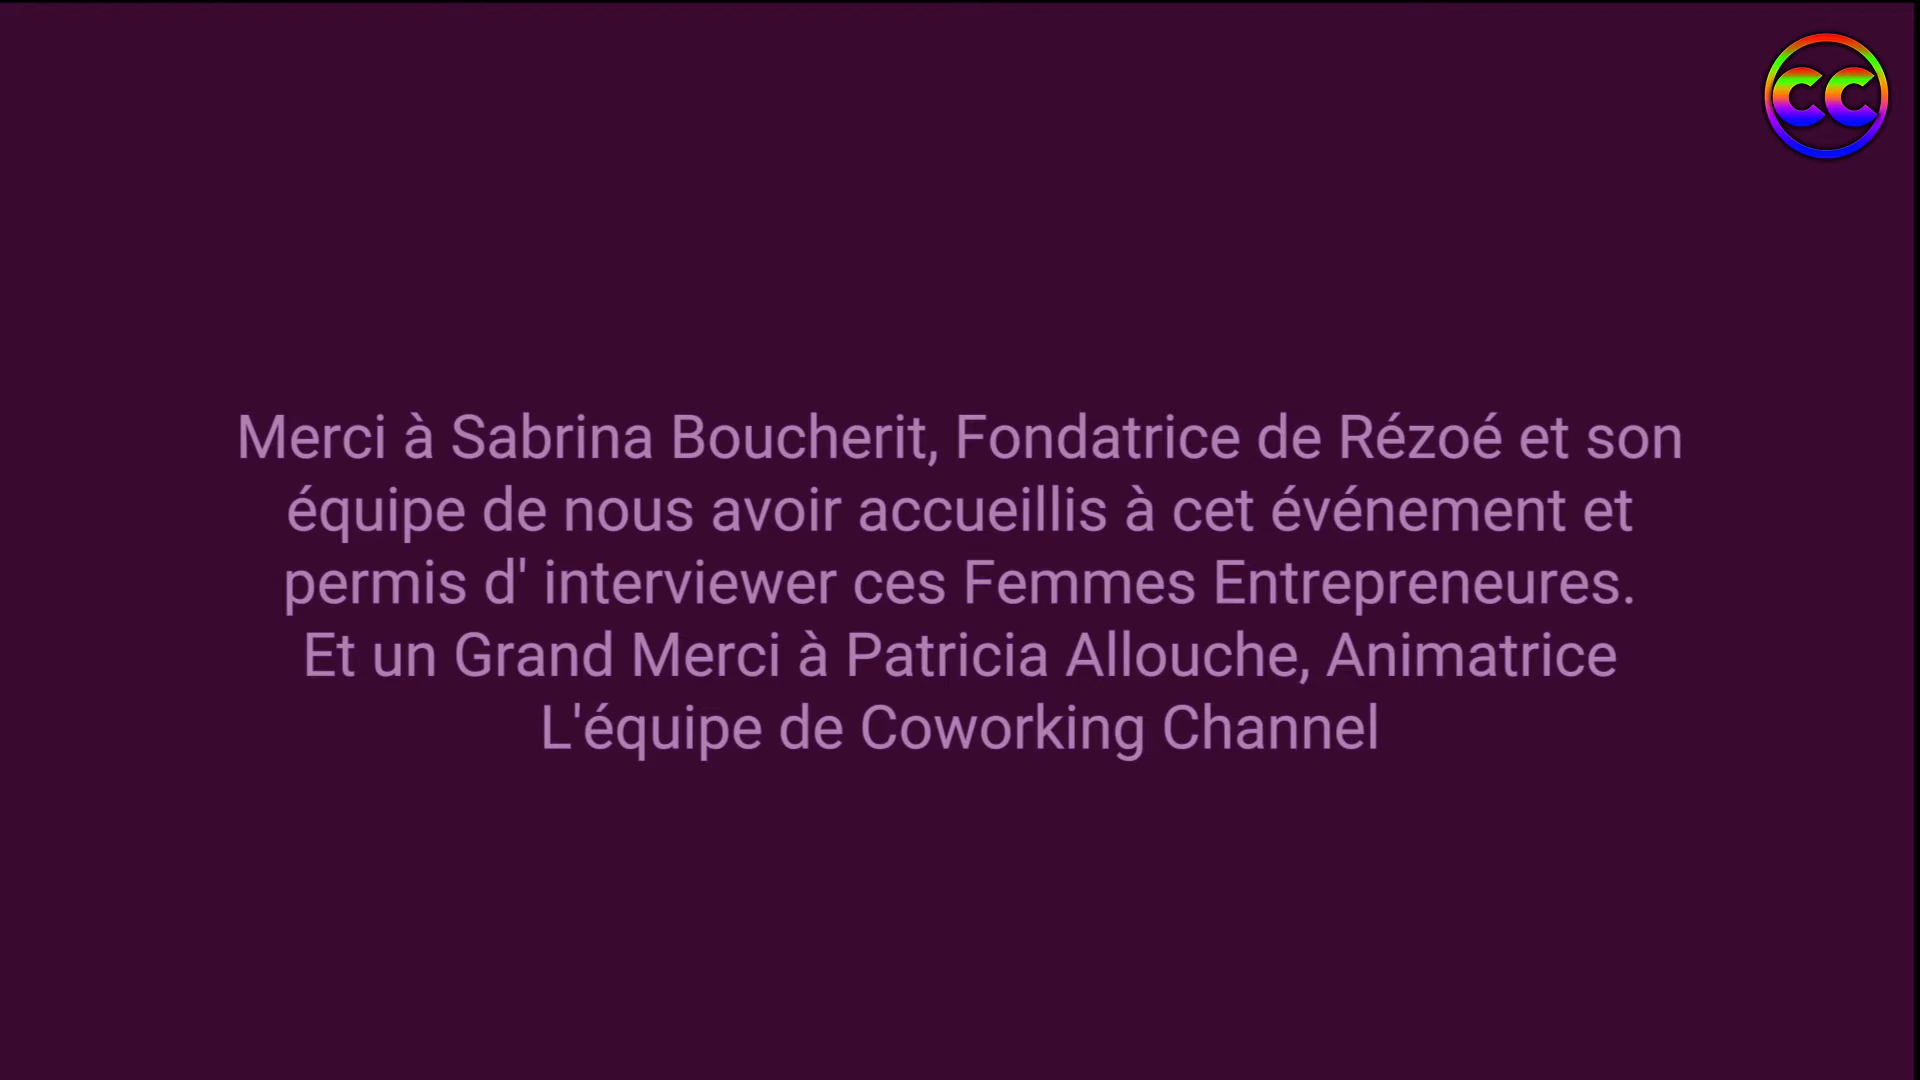 CC
Merci à Sabrina Boucherit, Fondatrice de Rézoé et son
équipe de nous avoir accueillis à cet événement et
permis d' interviewer ces Femmes Entrepreneures.
Et un Grand Merci à Patricia Allouche, Animatrice
L'équipe de Coworking Channel